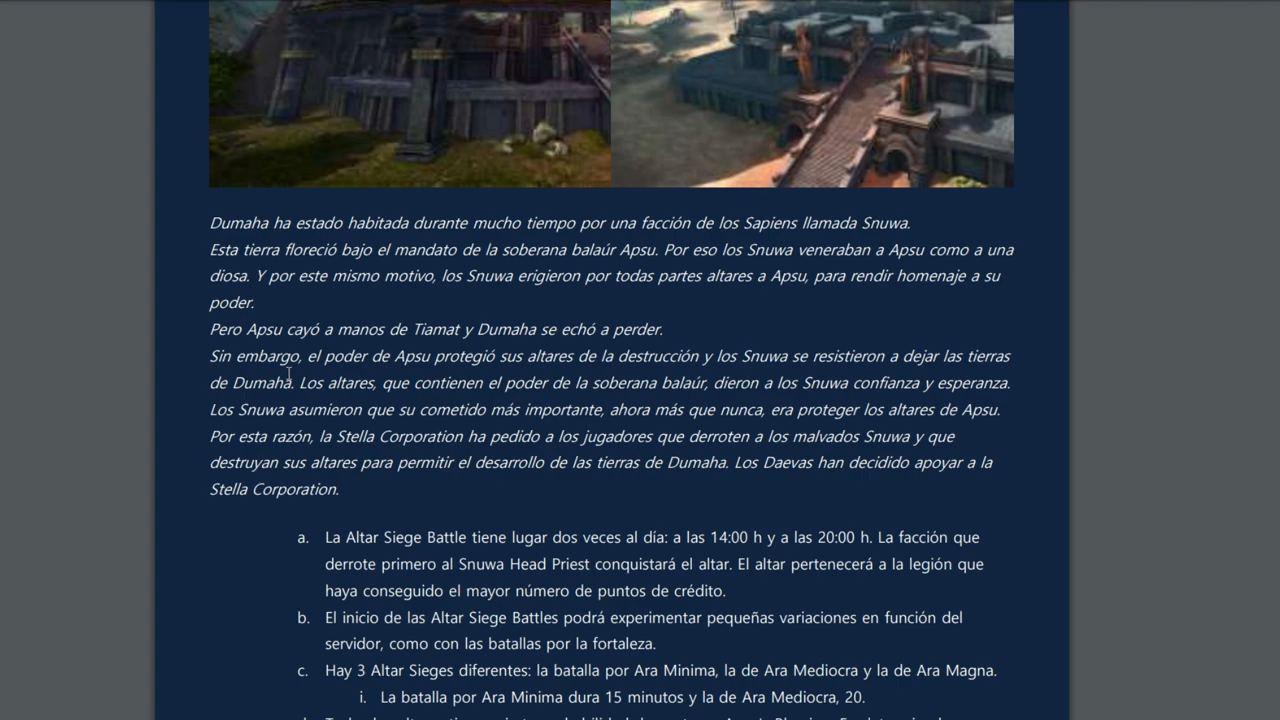 Dumaha ha estado habitada durante mucho tiempo por una facción de los Sapiens llamada Snuwa.
Esta tierra floreció bajo el mandato de la soberana balaúr Apsu. Por eso los Snuwa veneraban a Apsu como a una
diosa. Y por este mismo motivo, los Snuwa erigieron por todas partes altares a Apsu, para rendir homenaje a su
poder.
Pero Apsu cayó a manos de Tiamat y Dumaha se echó a perder.
Sin embargo, el poder de Apsu protegió sus altares de la destrucción y los Snuwa se resistieron a dejar las tierras
de Dumaha. Los altares, que contienen el poder de la soberana balaúr, dieron a los Snuwa confianza y esperanza.
Los Snuwa asumieron que su cometido más importante, ahora más que nunca, era proteger los altares de Apsu.
Por esta razón, la Stella Corporation ha pedido a los jugadores que derroten a los malvados Snuwa y que
destruyan sus altares para permitir el desarrollo de las tierras de Dumaha. Los Daevas han decidido apoyar a la
Stella Corporation.
a. La Altar Siege Battle tiene lugar dos veces al día: a las 14:00 h y a las 20:00 h. La facción que
derrote primero al Snuwa Head Priest conquistará el altar. El altar pertenecerá a la legión que
haya conseguido el mayor número de puntos de crédito.
b. El inicio de las Altar Siege Battles podrá experimentar pequeñas variaciones en función del
servidor, como con las batallas por la fortaleza.
c. Hay 3 Altar Sieges diferentes: la batalla por Ara Minima, la de Ara Mediocra y la de Ara Magna.
i. La batalla por Ara Minima dura 15 minutos y la de Ara Mediocra, 20.